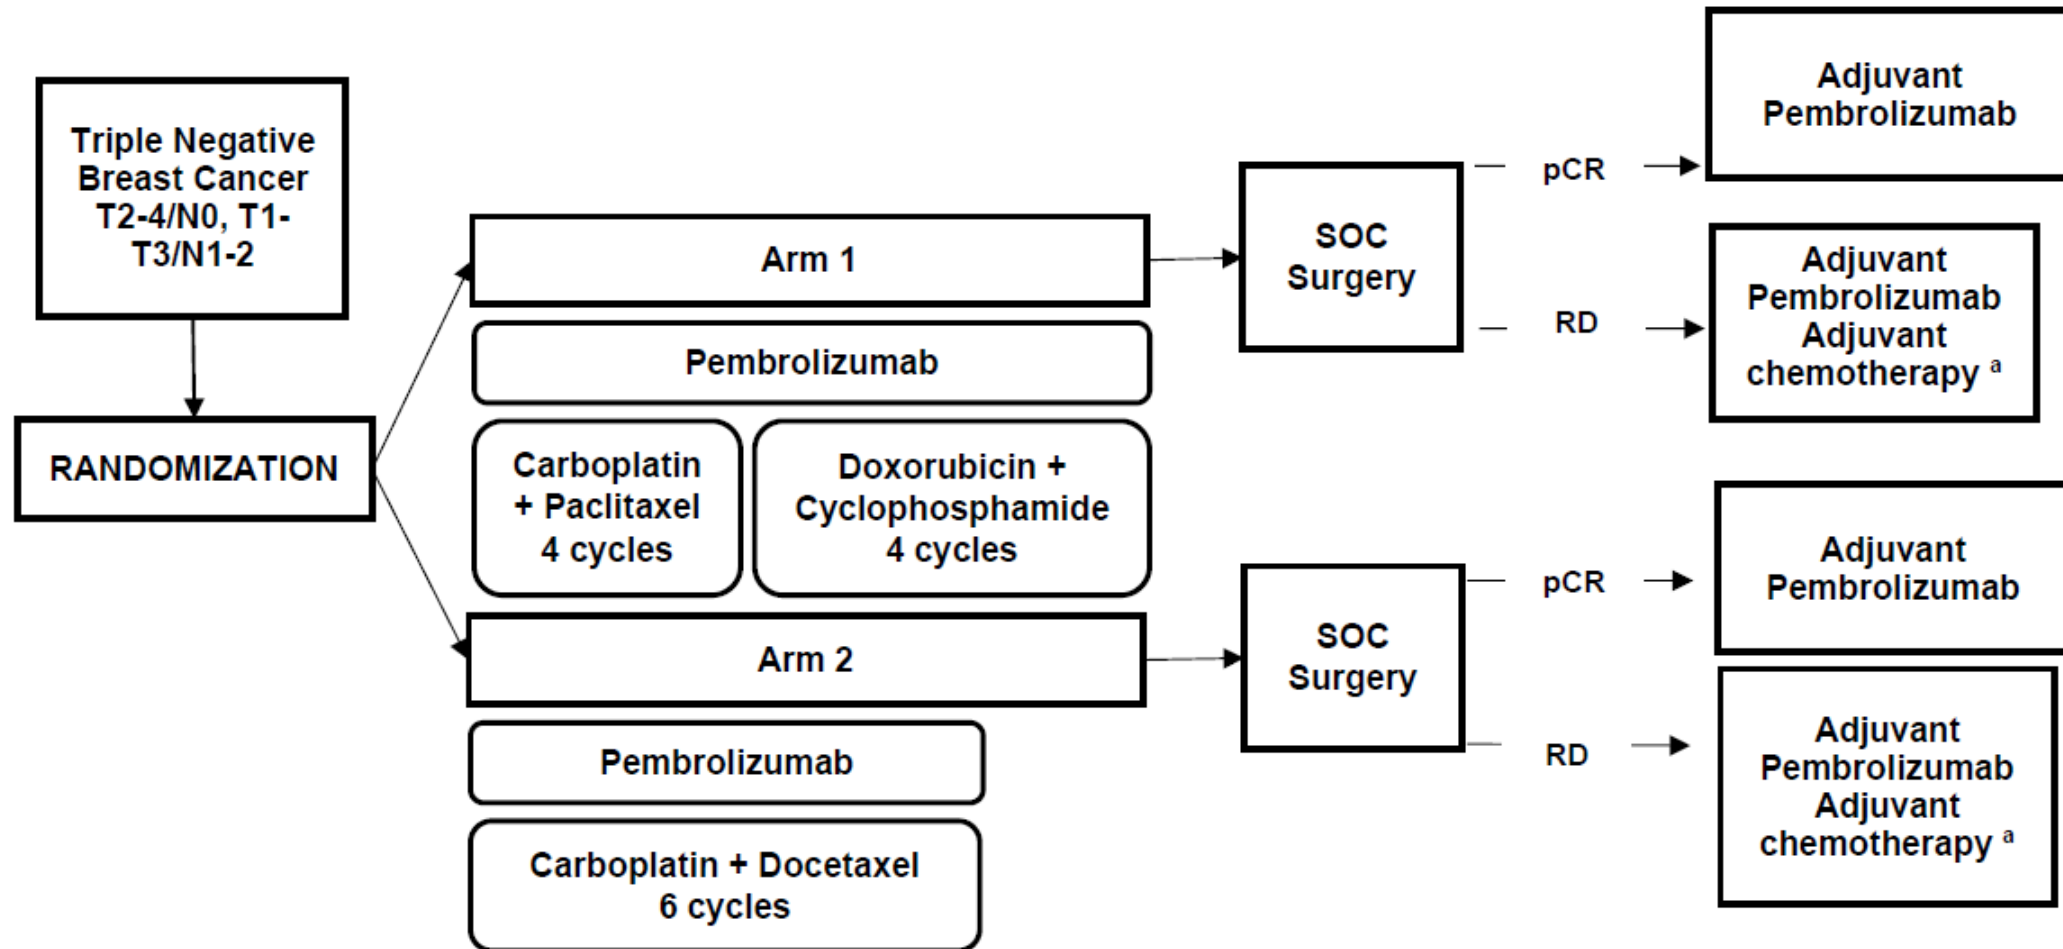 Triple Negative
Breast Cancer
T2-4/N0, T1-
T3/N1-2
RANDOMIZATION
Arm 1
Pembrolizumab
Carboplatin
+ Paclitaxel
4 cycles
Doxorubicin +
Cyclophosphamide
4 cycles
SOC
Surgery
pCR
Adjuvant
Pembrolizumab
RD
Adjuvant
Pembrolizumab
Adjuvant
chemotherapy a
Arm 2
Pembrolizumab
Carboplatin + Docetaxel
6 cycles
SOC
Surgery
pCR
Adjuvant
Pembrolizumab
RD
Adjuvant
Pembrolizumab
Adjuvant
chemotherapy a